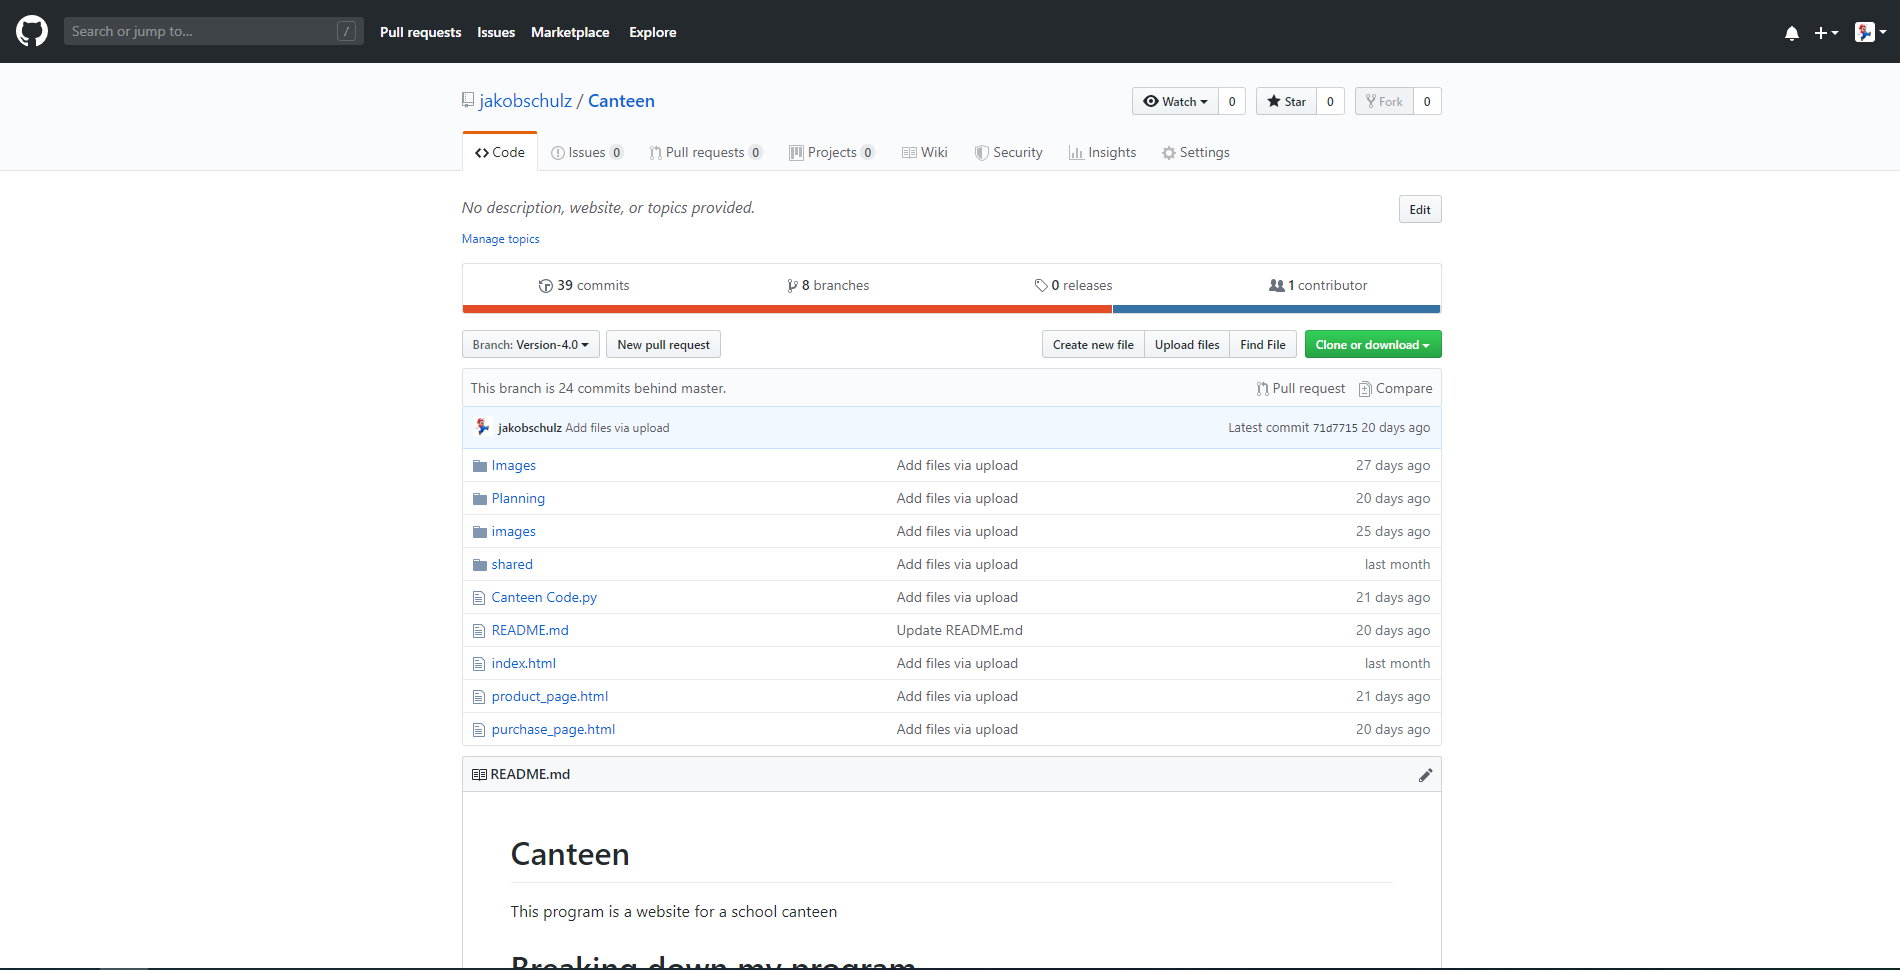 Search or jump to... /
Pull requests Issues Marketplace Explore
jakobschulz / Canteen
Watch 0 Star 0 Fork 0
Code Issues 0 Pull requests 0 Projects 0 Wiki Security Insights Settings
No description, website, or topics provided. Edit
Manage topics
39 commits 8 branches 0 releases 1 contributor
Branch: Version-4.0 New pull request Create new file Upload files Find File Clone or download
This branch is 24 commits behind master. Pull request Compare
jakobschulz Add files via upload Latest commit 71d7715 20 days ago
Images Add files via upload 27 days ago
Planning Add files via upload 20 days ago
images Add files via upload 25 days ago
shared Add files via upload last month
Canteen Code.py Add files via upload 21 days ago
README.md Update README.md 20 days ago
index.html Add files via upload last month
product_page.html Add files via upload 21 days ago
purchase_page.html Add files via upload 20 days ago
README.md
Canteen
This program is a website for a school canteen
Breaking down my program